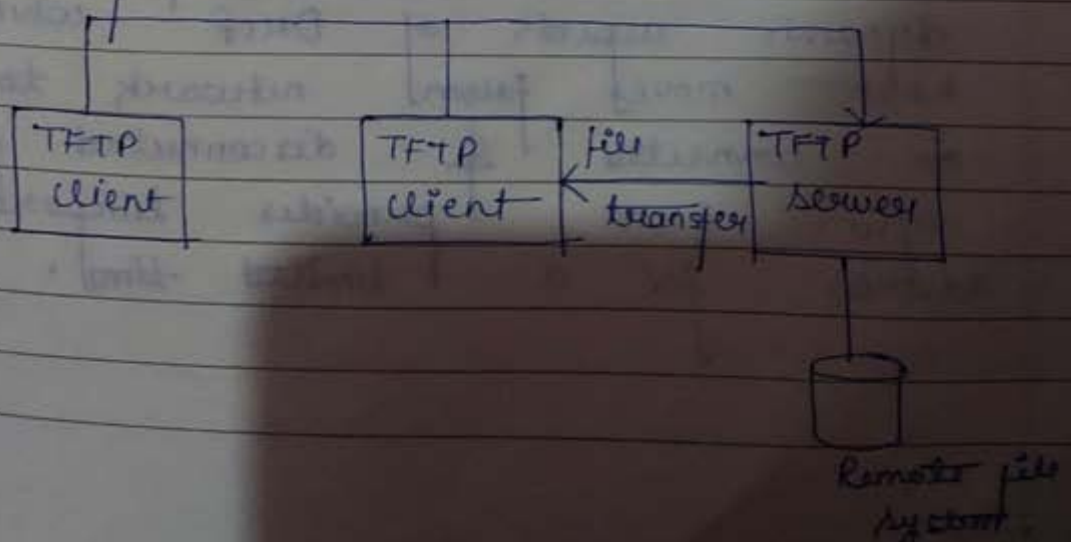 TFTP
client
TFTP
client
file
transfer
TFTP
server
Remote file
system